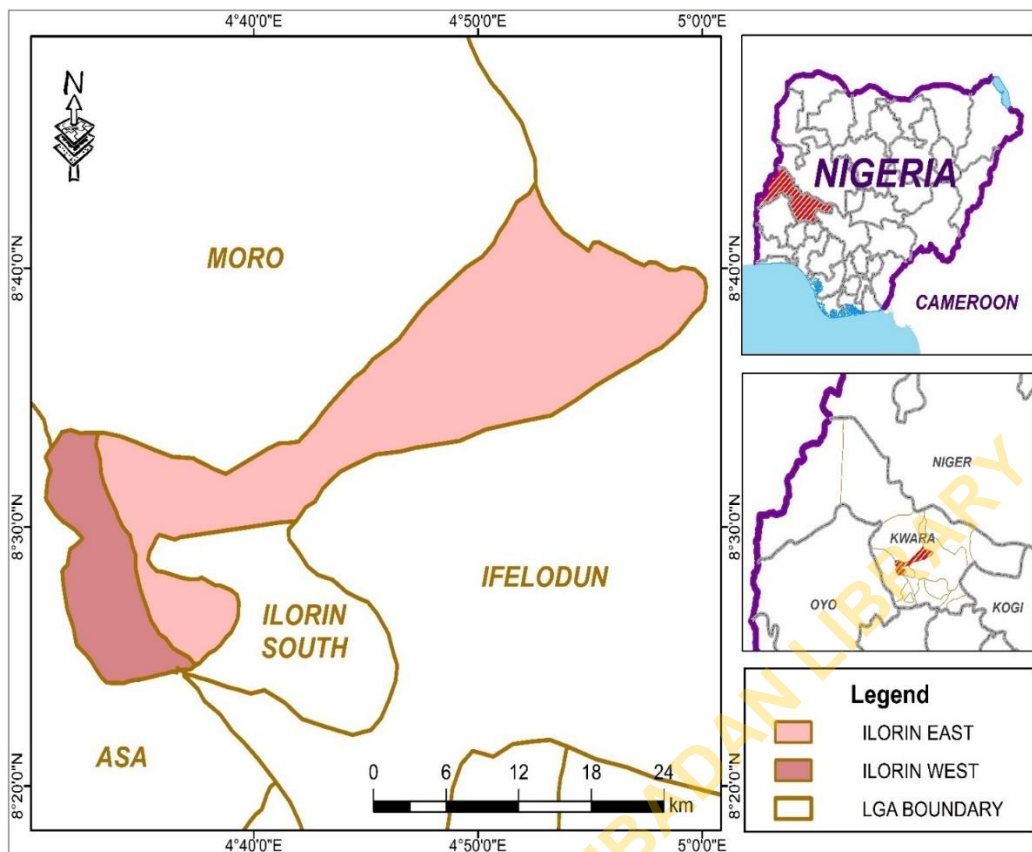 4°40'0"E
4°50'0"E
5°0'0"E
N
8°40'0"N
8°30'0"N
8°20'0"N
MORO
IFELODUN
ILORIN
SOUTH
ASA
0 6 12 18 24
km
4°40'0"E
4°50'0"E
5°0'0"E
8°40'0"N
8°30'0"N
8°20'0"N
NIGERIA
CAMEROON
NIGER
KWARA
OYO
KOGI
Legend
ILORIN EAST
ILORIN WEST
LGA BOUNDARY
IBADAN LIBRARY